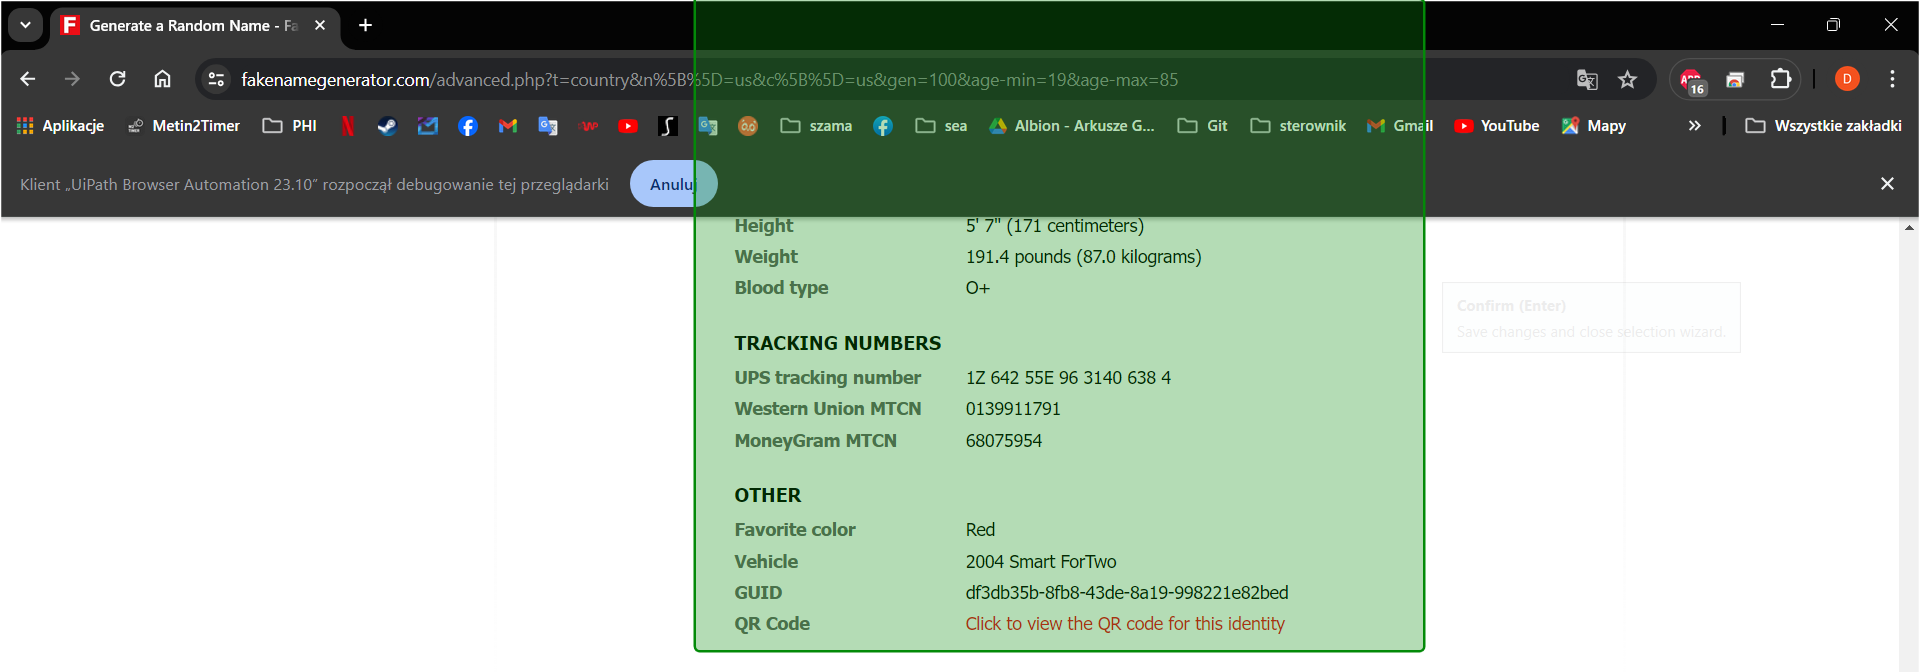 Generate a Random Name - Fa
fakenamegenerator.com/advanced.php?t=country&n%5B%5D=us&c%5B%5D=us&gen=100&age-min=19&age-max=85
16
D
Aplikacje
Metin2Timer
PHI
szama
sea
Albion - Arkusze G...
Git
sterownik
Gmail
YouTube
Mapy
Wszystkie zakładki
Klient „UiPath Browser Automation 23.10” rozpoczął debugowanie tej przeglądarki
Anuluj
Height 5' 7" (171 centimeters)
Weight 191.4 pounds (87.0 kilograms)
Blood type O+
Confirm (Enter)
Save changes and close selection wizard.
TRACKING NUMBERS
UPS tracking number 1Z 642 55E 96 3140 638 4
Western Union MTCN 0139911791
MoneyGram MTCN 68075954
OTHER
Favorite color Red
Vehicle 2004 Smart ForTwo
GUID df3db35b-8fb8-43de-8a19-998221e82bed
QR Code Click to view the QR code for this identity